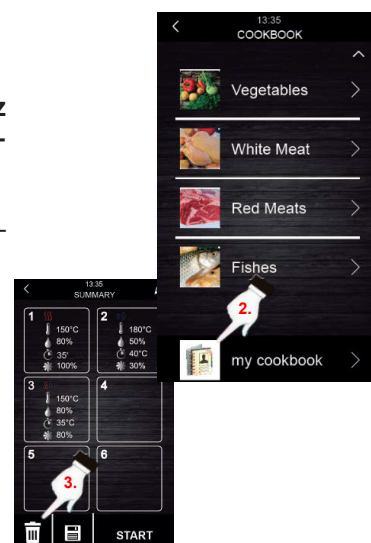 13:35
COOKBOOK
Vegetables
White Meat
Red Meats
Fishes
2.
my cookbook
z
13:35
SUMMARY
1
150°C
80%
35'
100%
2
180°C
50%
40°C
30%
3
150°C
80%
35°C
80%
4
5
6
3.
START